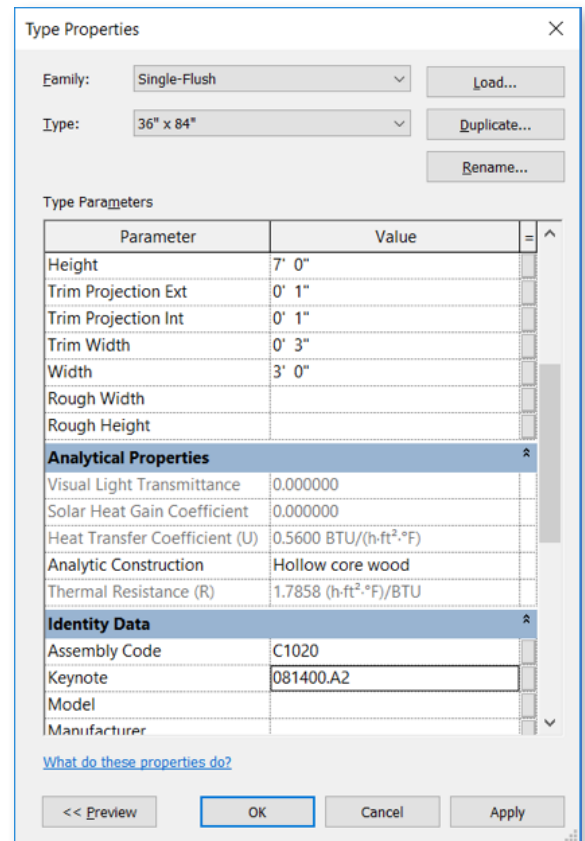 Type Properties
Family: Single-Flush Load...
Type: 36" x 84" Duplicate...
Rename...
Type Parameters
Parameter Value =
Height 7' 0"
Trim Projection Ext 0' 1"
Trim Projection Int 0' 1"
Trim Width 0' 3"
Width 3' 0"
Rough Width
Rough Height
Analytical Properties
Visual Light Transmittance 0.000000
Solar Heat Gain Coefficient 0.000000
Heat Transfer Coefficient (U) 0.5600 BTU/(h·ft²·°F)
Analytic Construction Hollow core wood
Thermal Resistance (R) 1.7858 (h·ft²·°F)/BTU
Identity Data
Assembly Code C1020
Keynote 081400.A2
Model
Manufacturer
What do these properties do?
<< Preview OK Cancel Apply